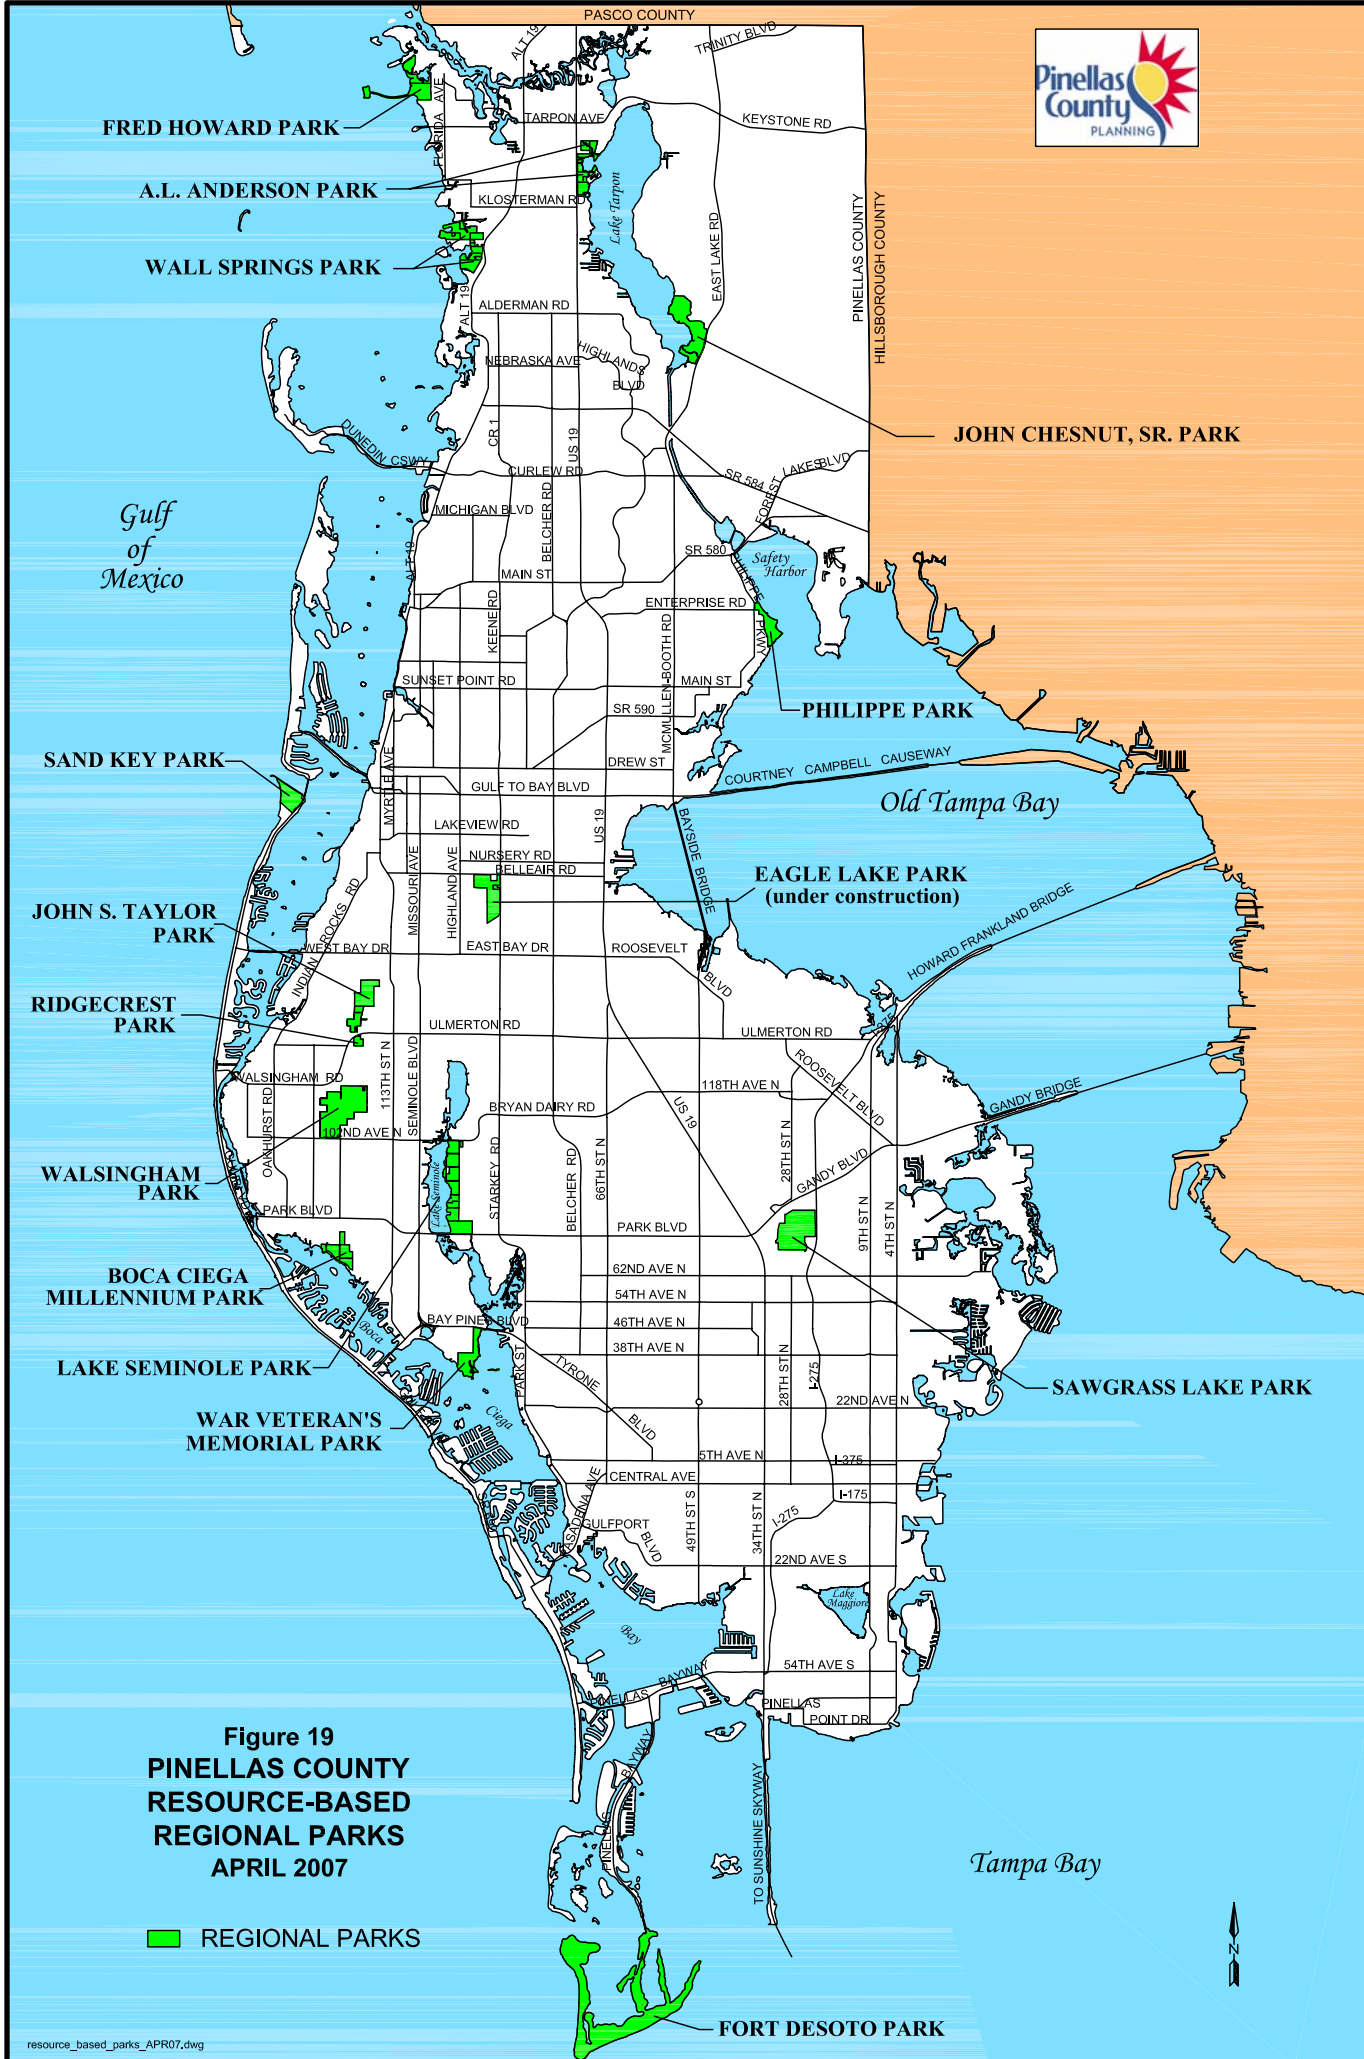 PASCO COUNTY
TRINITY BLVD
ALT 19
Pinellas
County
PLANNING
FRED HOWARD PARK
FLORIDA AVE
TARPON AVE
KEYSTONE RD
A.L. ANDERSON PARK
KLOSTERMAN RD
Lake Tarpon
EAST LAKE RD
PINELLAS COUNTY
HILLSBOROUGH COUNTY
WALL SPRINGS PARK
ALT 19
ALDERMAN RD
NEBRASKA AVE
HIGHLANDS
BLVD
JOHN CHESNUT, SR. PARK
DUNEDIN CSWY
CR 1
US 19
CURLEW RD
SR 584
FOREST
LAKES BLVD
Gulf
of
Mexico
MICHIGAN BLVD
BELCHER RD
ALT 19
SR 580
Safety
Harbor
MAIN ST
PHILIPPE
PKWY
ENTERPRISE RD
KEENE RD
MCMULLEN-BOOTH RD
SUNSET POINT RD
MAIN ST
SR 590
PHILIPPE PARK
SAND KEY PARK
MYRTLE AVE
DREW ST
GULF TO BAY BLVD
COURTNEY CAMPBELL CAUSEWAY
Old Tampa Bay
LAKEVIEW RD
US 19
BAYSIDE BRIDGE
NURSERY RD
BELLEAIR RD
EAGLE LAKE PARK
(under construction)
MISSOURI AVE
HIGHLAND AVE
JOHN S. TAYLOR
PARK
INDIAN ROCKS RD
WEST BAY DR
EAST BAY DR
ROOSEVELT
BLVD
HOWARD FRANKLAND BRIDGE
RIDGECREST
PARK
ULMERTON RD
ULMERTON RD
I-275
113TH ST N
SEMINOLE BLVD
WALSINGHAM RD
ROOSEVELT BLVD
118TH AVE N
GANDY BRIDGE
OAKHURST RD
BRYAN DAIRY RD
US 19
102ND AVE N
WALSINGHAM
PARK
Lake Seminole
STARKEY RD
BELCHER RD
66TH ST N
28TH ST N
GANDY BLVD
PARK BLVD
PARK BLVD
9TH ST N
4TH ST N
BOCA CIEGA
MILLENNIUM PARK
62ND AVE N
54TH AVE N
BAY PINES BLVD
46TH AVE N
Boca
38TH AVE N
LAKE SEMINOLE PARK
PARK ST
TYRONE
BLVD
28TH ST N
I-275
SAWGRASS LAKE PARK
22ND AVE N
WAR VETERAN'S
MEMORIAL PARK
Ciega
5TH AVE N
I-375
CENTRAL AVE
I-175
PASADENA AVE
GULFPORT
BLVD
49TH ST S
34TH ST N
I-275
22ND AVE S
Lake
Maggiore
Bay
54TH AVE S
PINELLAS
BAYWAY
PINELLAS
POINT DR
Figure 19
PINELLAS COUNTY
RESOURCE-BASED
REGIONAL PARKS
APRIL 2007
PINELLAS
BAYWAY
TO SUNSHINE SKYWAY
Tampa Bay
REGIONAL PARKS
N
FORT DESOTO PARK
resource_based_parks_APR07.dwg